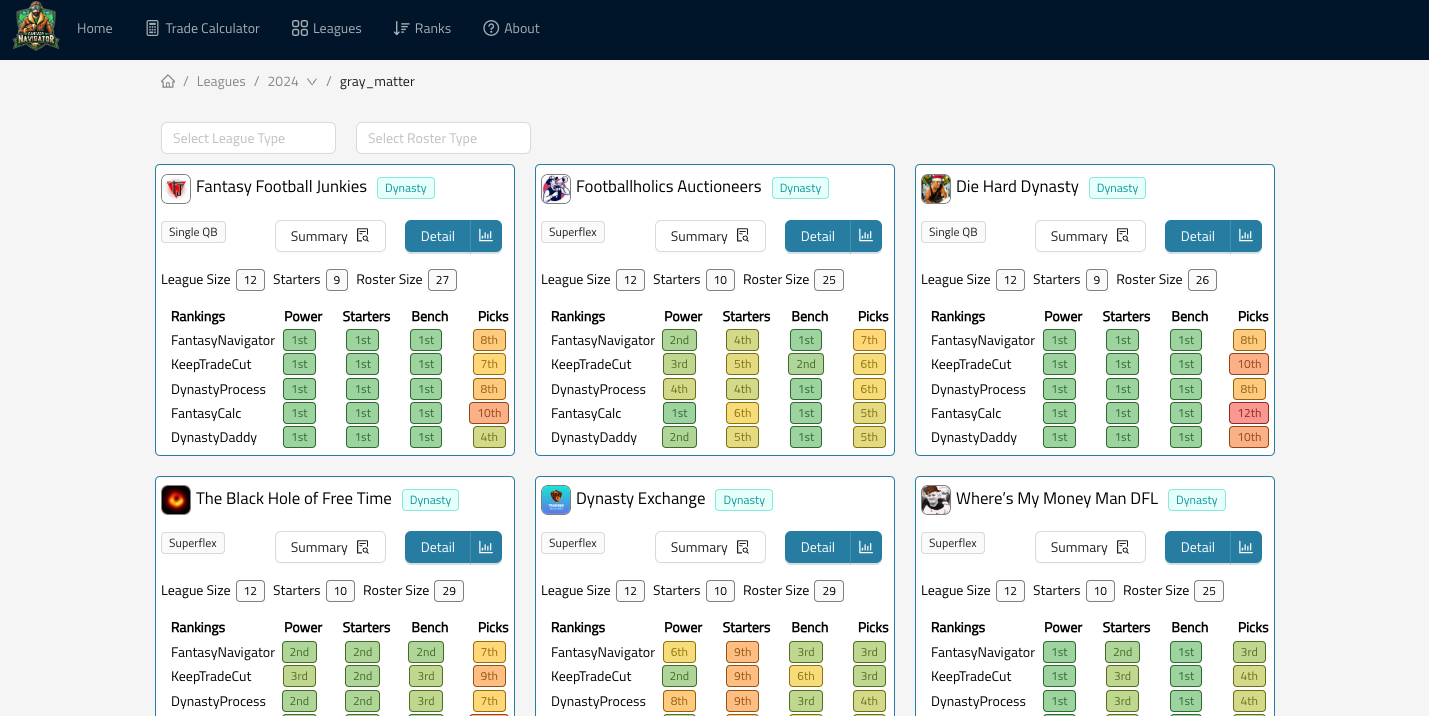 NAVIGATOR
Home Trade Calculator Leagues Ranks About
/ Leagues / 2024 / gray_matter
Select League Type Select Roster Type
Fantasy Football Junkies Dynasty
Single QB Summary Detail
League Size 12 Starters 9 Roster Size 27
Rankings Power Starters Bench Picks
FantasyNavigator 1st 1st 1st 8th
KeepTradeCut 1st 1st 1st 7th
DynastyProcess 1st 1st 1st 8th
FantasyCalc 1st 1st 1st 10th
DynastyDaddy 1st 1st 1st 4th
Footballholics Auctioneers Dynasty
Superflex Summary Detail
League Size 12 Starters 10 Roster Size 25
Rankings Power Starters Bench Picks
FantasyNavigator 2nd 4th 1st 7th
KeepTradeCut 3rd 5th 2nd 6th
DynastyProcess 4th 4th 1st 6th
FantasyCalc 1st 6th 1st 5th
DynastyDaddy 2nd 5th 1st 5th
Die Hard Dynasty Dynasty
Single QB Summary Detail
League Size 12 Starters 9 Roster Size 26
Rankings Power Starters Bench Picks
FantasyNavigator 1st 1st 1st 8th
KeepTradeCut 1st 1st 1st 10th
DynastyProcess 1st 1st 1st 8th
FantasyCalc 1st 1st 1st 12th
DynastyDaddy 1st 1st 1st 10th
The Black Hole of Free Time Dynasty
Superflex Summary Detail
League Size 12 Starters 10 Roster Size 29
Rankings Power Starters Bench Picks
FantasyNavigator 2nd 2nd 2nd 7th
KeepTradeCut 3rd 2nd 3rd 9th
DynastyProcess 2nd 2nd 3rd 7th
Dynasty Exchange Dynasty
Superflex Summary Detail
League Size 12 Starters 10 Roster Size 29
Rankings Power Starters Bench Picks
FantasyNavigator 6th 9th 3rd 3rd
KeepTradeCut 2nd 9th 6th 3rd
DynastyProcess 8th 9th 3rd 4th
Where's My Money Man DFL Dynasty
Superflex Summary Detail
League Size 12 Starters 10 Roster Size 25
Rankings Power Starters Bench Picks
FantasyNavigator 1st 2nd 1st 3rd
KeepTradeCut 1st 3rd 1st 4th
DynastyProcess 1st 3rd 1st 4th